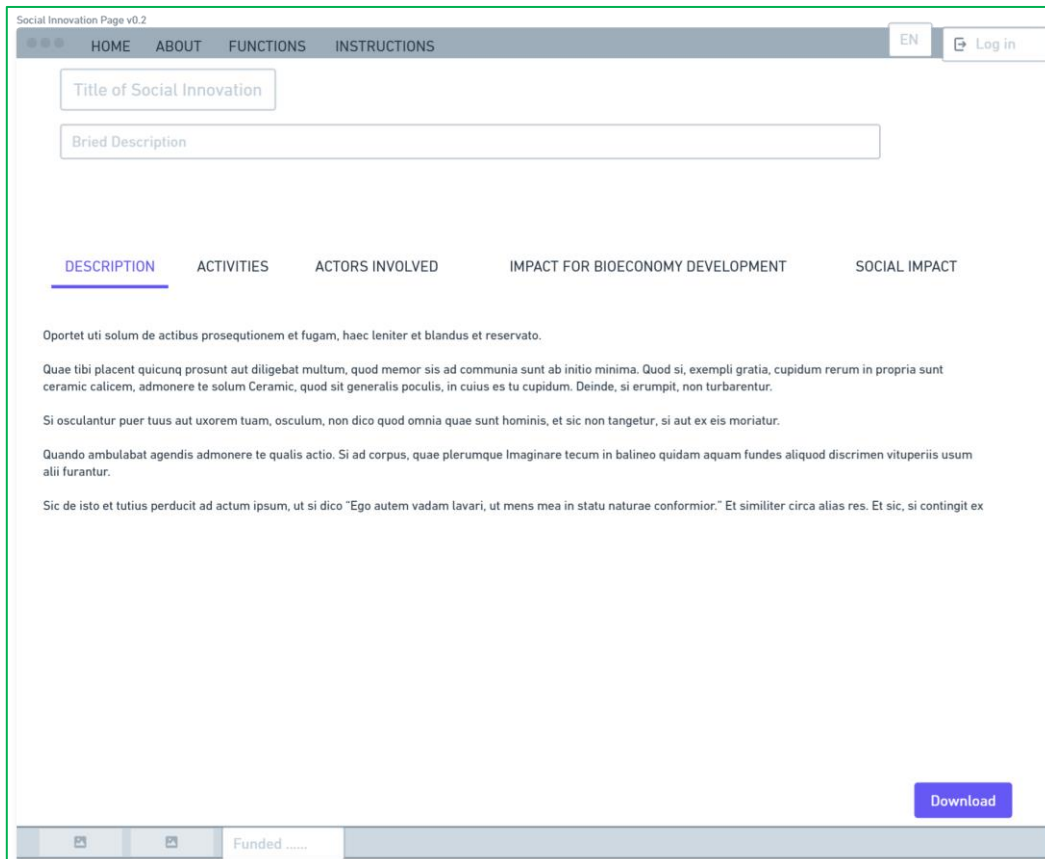 Social Innovation Page v0.2
HOME ABOUT FUNCTIONS INSTRUCTIONS EN Log in
Title of Social Innovation
Bried Description
DESCRIPTION ACTIVITIES ACTORS INVOLVED IMPACT FOR BIOECONOMY DEVELOPMENT SOCIAL IMPACT
Oportet uti solum de actibus prosequtionem et fugam, haec leniter et blandus et reservato.
Quae tibi placent quicunq prosunt aut diligebat multum, quod memor sis ad communia sunt ab initio minima. Quod si, exempli gratia, cupidum rerum in propria sunt
ceramic calicem, admonere te solum Ceramic, quod sit generalis poculis, in cuius es tu cupidum. Deinde, si erumpit, non turbarentur.
Si osculantur puer tuus aut uxorem tuam, osculum, non dico quod omnia quae sunt hominis, et sic non tangetur, si aut ex eis moriatur.
Quando ambulabat agendis admonere te qualis actio. Si ad corpus, quae plerumque Imaginare tecum in balineo quidam aquam fundes aliquod discrimen vituperiis usum
alii furantur.
Sic de isto et tutius perducit ad actum ipsum, ut si dico “Ego autem vadam lavari, ut mens mea in statu naturae conformior.” Et similiter circa alias res. Et sic, si contingit ex
Download
Funded ......